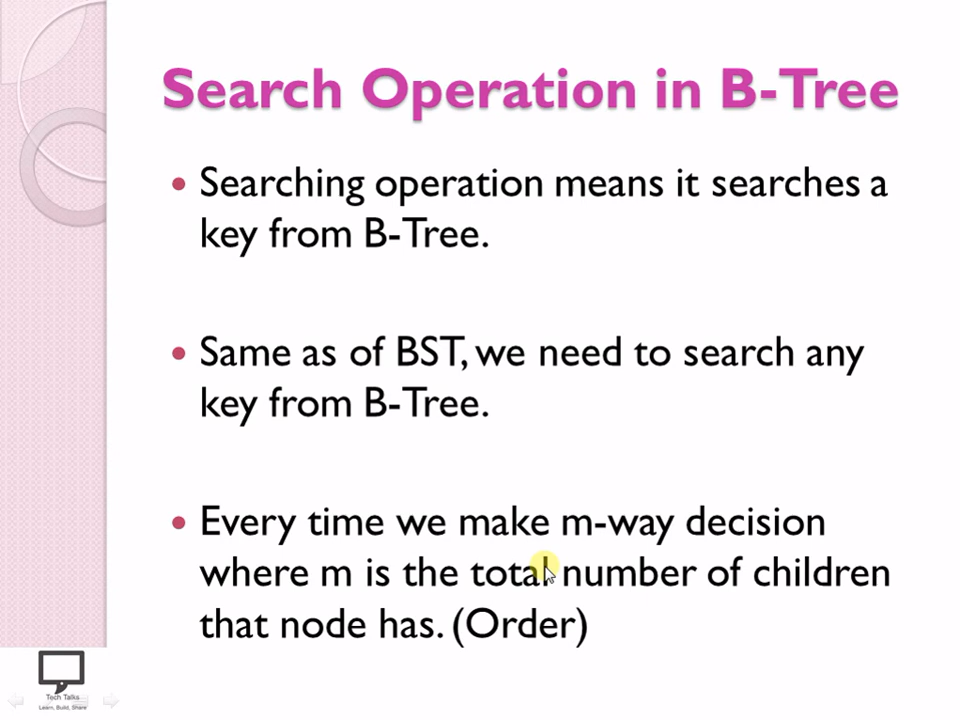 Search Operation in B-Tree
• Searching operation means it searches a
key from B-Tree.
• Same as of BST, we need to search any
key from B-Tree.
• Every time we make m-way decision
where m is the total number of children
that node has. (Order)
Tech Talks
Learn, Build, Share